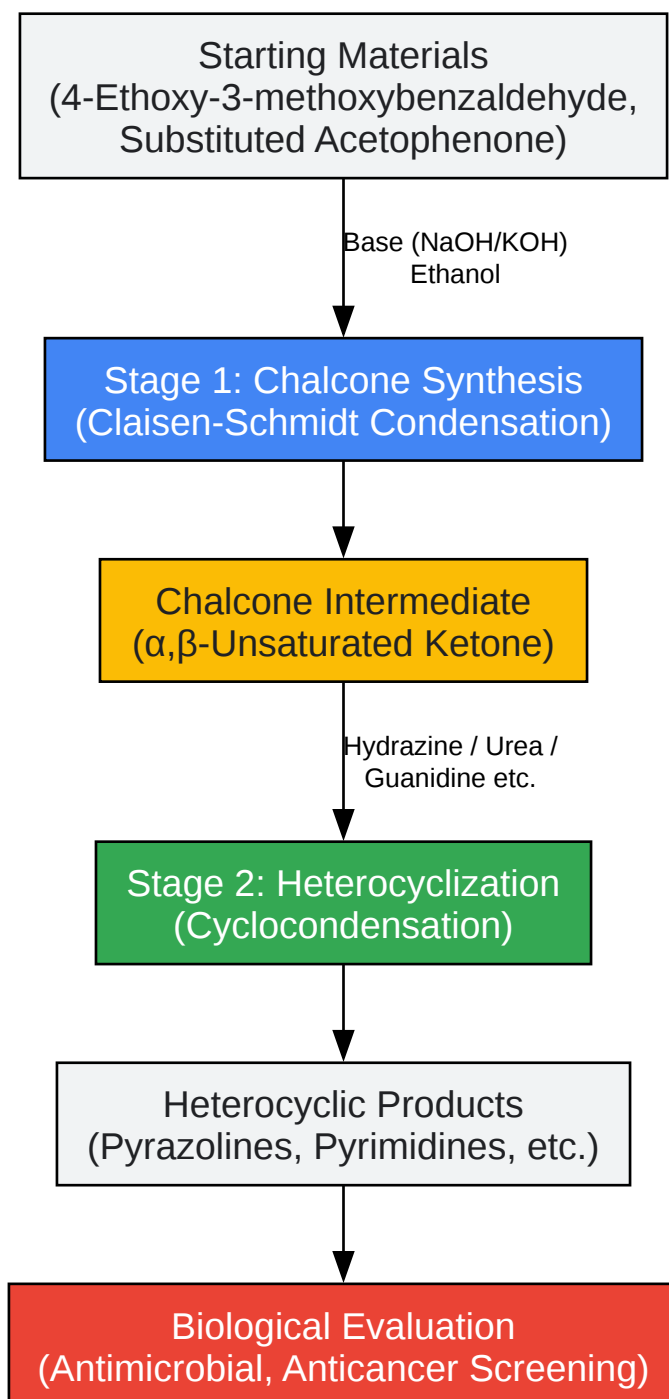 Starting Materials
(4-Ethoxy-3-methoxybenzaldehyde,
Substituted Acetophenone)
Base (NaOH/KOH)
Ethanol
Stage 1: Chalcone Synthesis
(Claisen-Schmidt Condensation)
Chalcone Intermediate
(α,β-Unsaturated Ketone)
Hydrazine / Urea /
Guanidine etc.
Stage 2: Heterocyclization
(Cyclocondensation)
Heterocyclic Products
(Pyrazolines, Pyrimidines, etc.)
Biological Evaluation
(Antimicrobial, Anticancer Screening)